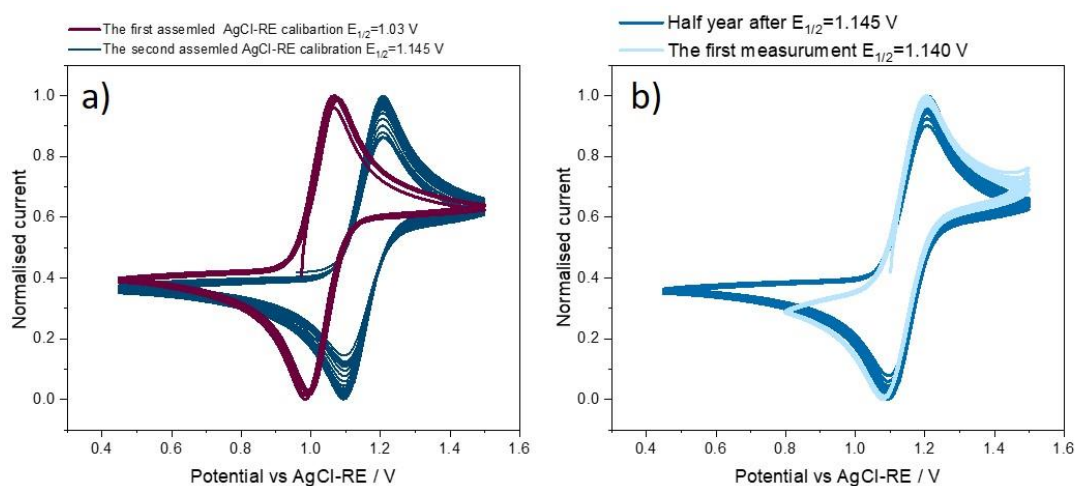 The first assemled AgCl-RE calibartion E1/2=1.03 V
The second assemled AgCl-RE calibration E1/2=1.145 V
a)
1.0
0.8
0.6
0.4
0.2
0.0
Normalised current
0.4 0.6 0.8 1.0 1.2 1.4 1.6
Potential vs AgCl-RE / V
Half year after E1/2=1.145 V
The first measurument E1/2=1.140 V
b)
1.0
0.8
0.6
0.4
0.2
0.0
Normalised current
0.4 0.6 0.8 1.0 1.2 1.4 1.6
Potential vs AgCl-RE / V